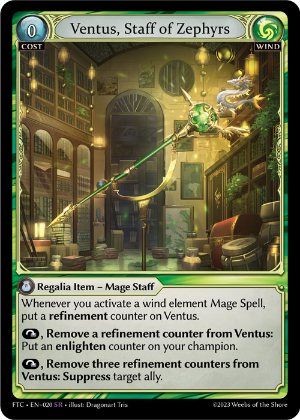 0
Ventus, Staff of Zephyrs
COST
WIND
Regalia Item – Mage Staff
Whenever you activate a wind element Mage Spell,
put a refinement counter on Ventus.
, Remove a refinement counter from Ventus:
Put an enlighten counter on your champion.
, Remove three refinement counters
from Ventus: Suppress target ally.
FTC • EN-020 SR • illust: Dragonart Tris
©2023 Weebs of the Shore